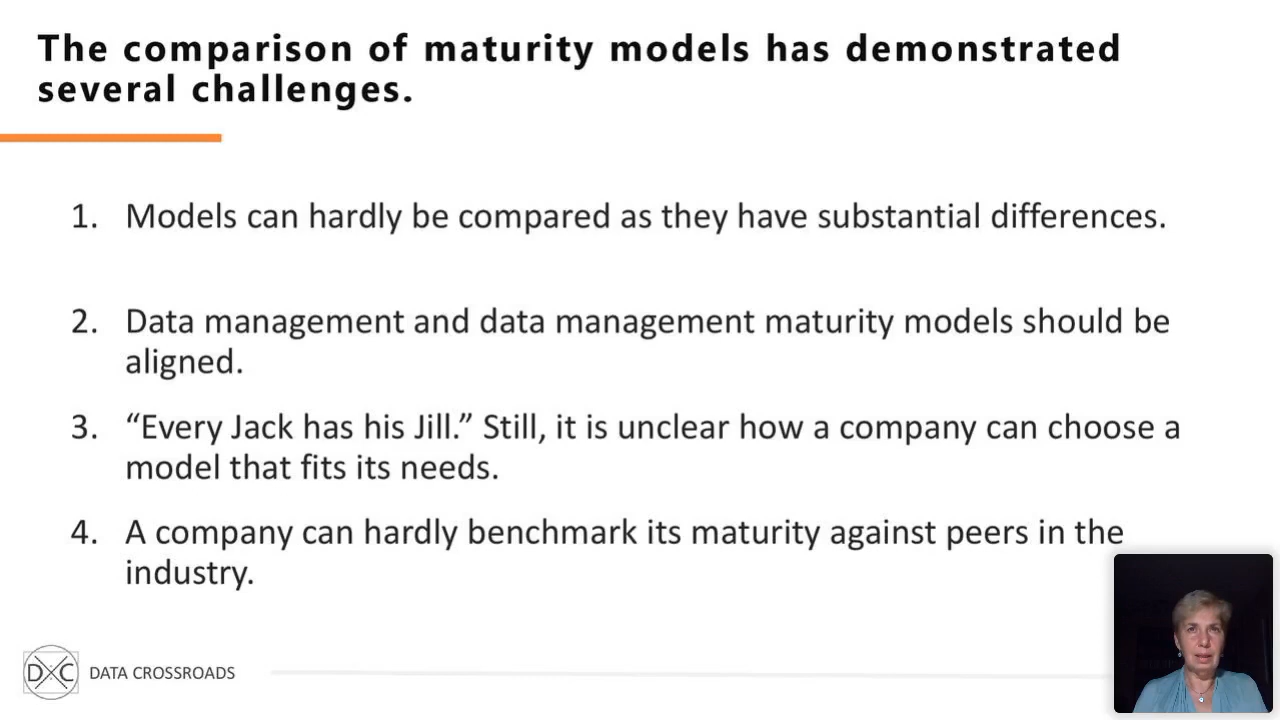 The comparison of maturity models has demonstrated
several challenges.
1. Models can hardly be compared as they have substantial differences.
2. Data management and data management maturity models should be
aligned.
3. “Every Jack has his Jill.” Still, it is unclear how a company can choose a
model that fits its needs.
4. A company can hardly benchmark its maturity against peers in the
industry.
DXC DATA CROSSROADS